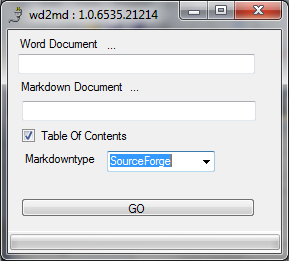 wd2md : 1.0.6535.21214
Word Document ...
Markdown Document ...
Table Of Contents
Markdowntype SourceForge
GO